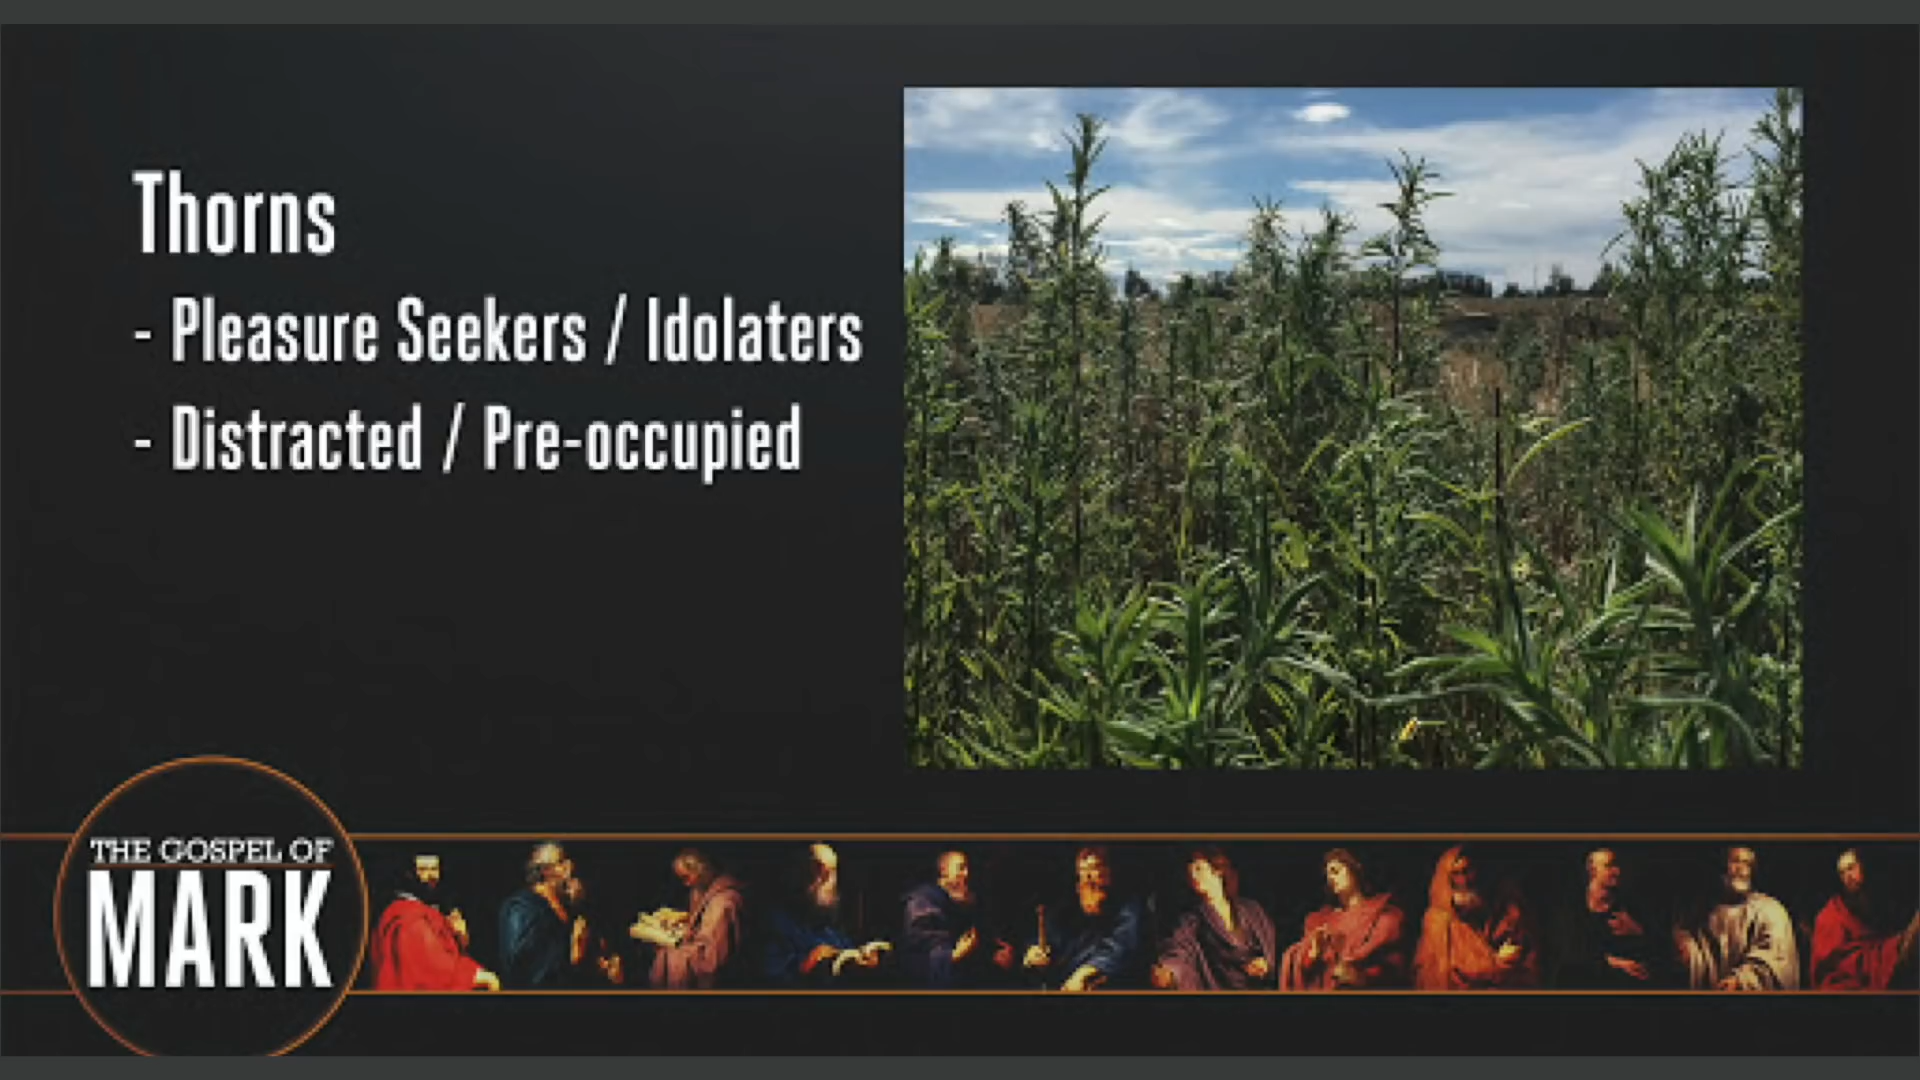 Thorns
- Pleasure Seekers / Idolaters
- Distracted / Pre-occupied
THE GOSPEL OF
MARK